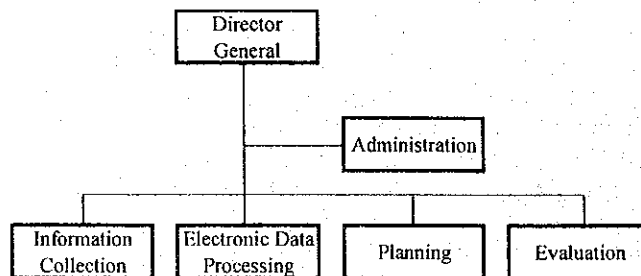 Director
General
Administration
Information
Collection
Electronic Data
Processing
Planning
Evaluation